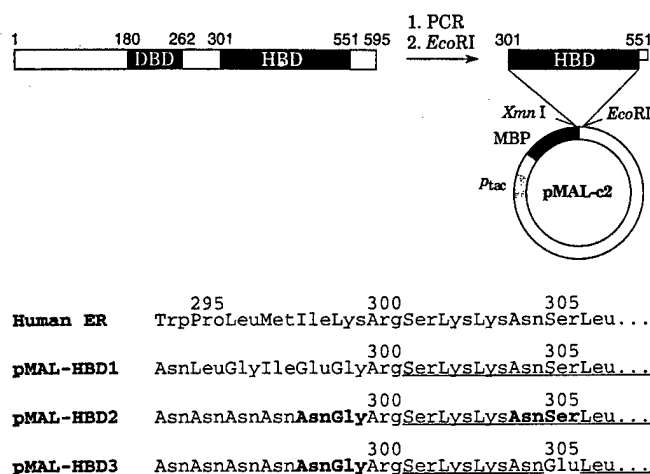 1 180 262 301 551 595
DBD HBD
1. PCR
2. EcoRI
301 551
HBD
Xmn I EcoRI
MBP
Ptac
pMAL-c2
295 300 305
Human ER TrpProLeuMetIleLysArgSerLysLysAsnSerLeu...
300 305
pMAL-HBD1 AsnLeuGlyIleGluGlyArgSerLysLysAsnSerLeu...
300 305
pMAL-HBD2 AsnAsnAsnAsnAsnGlyArgSerLysLysAsnSerLeu...
300 305
pMAL-HBD3 AsnAsnAsnAsnAsnGlyArgSerLysLysAsnGluLeu...